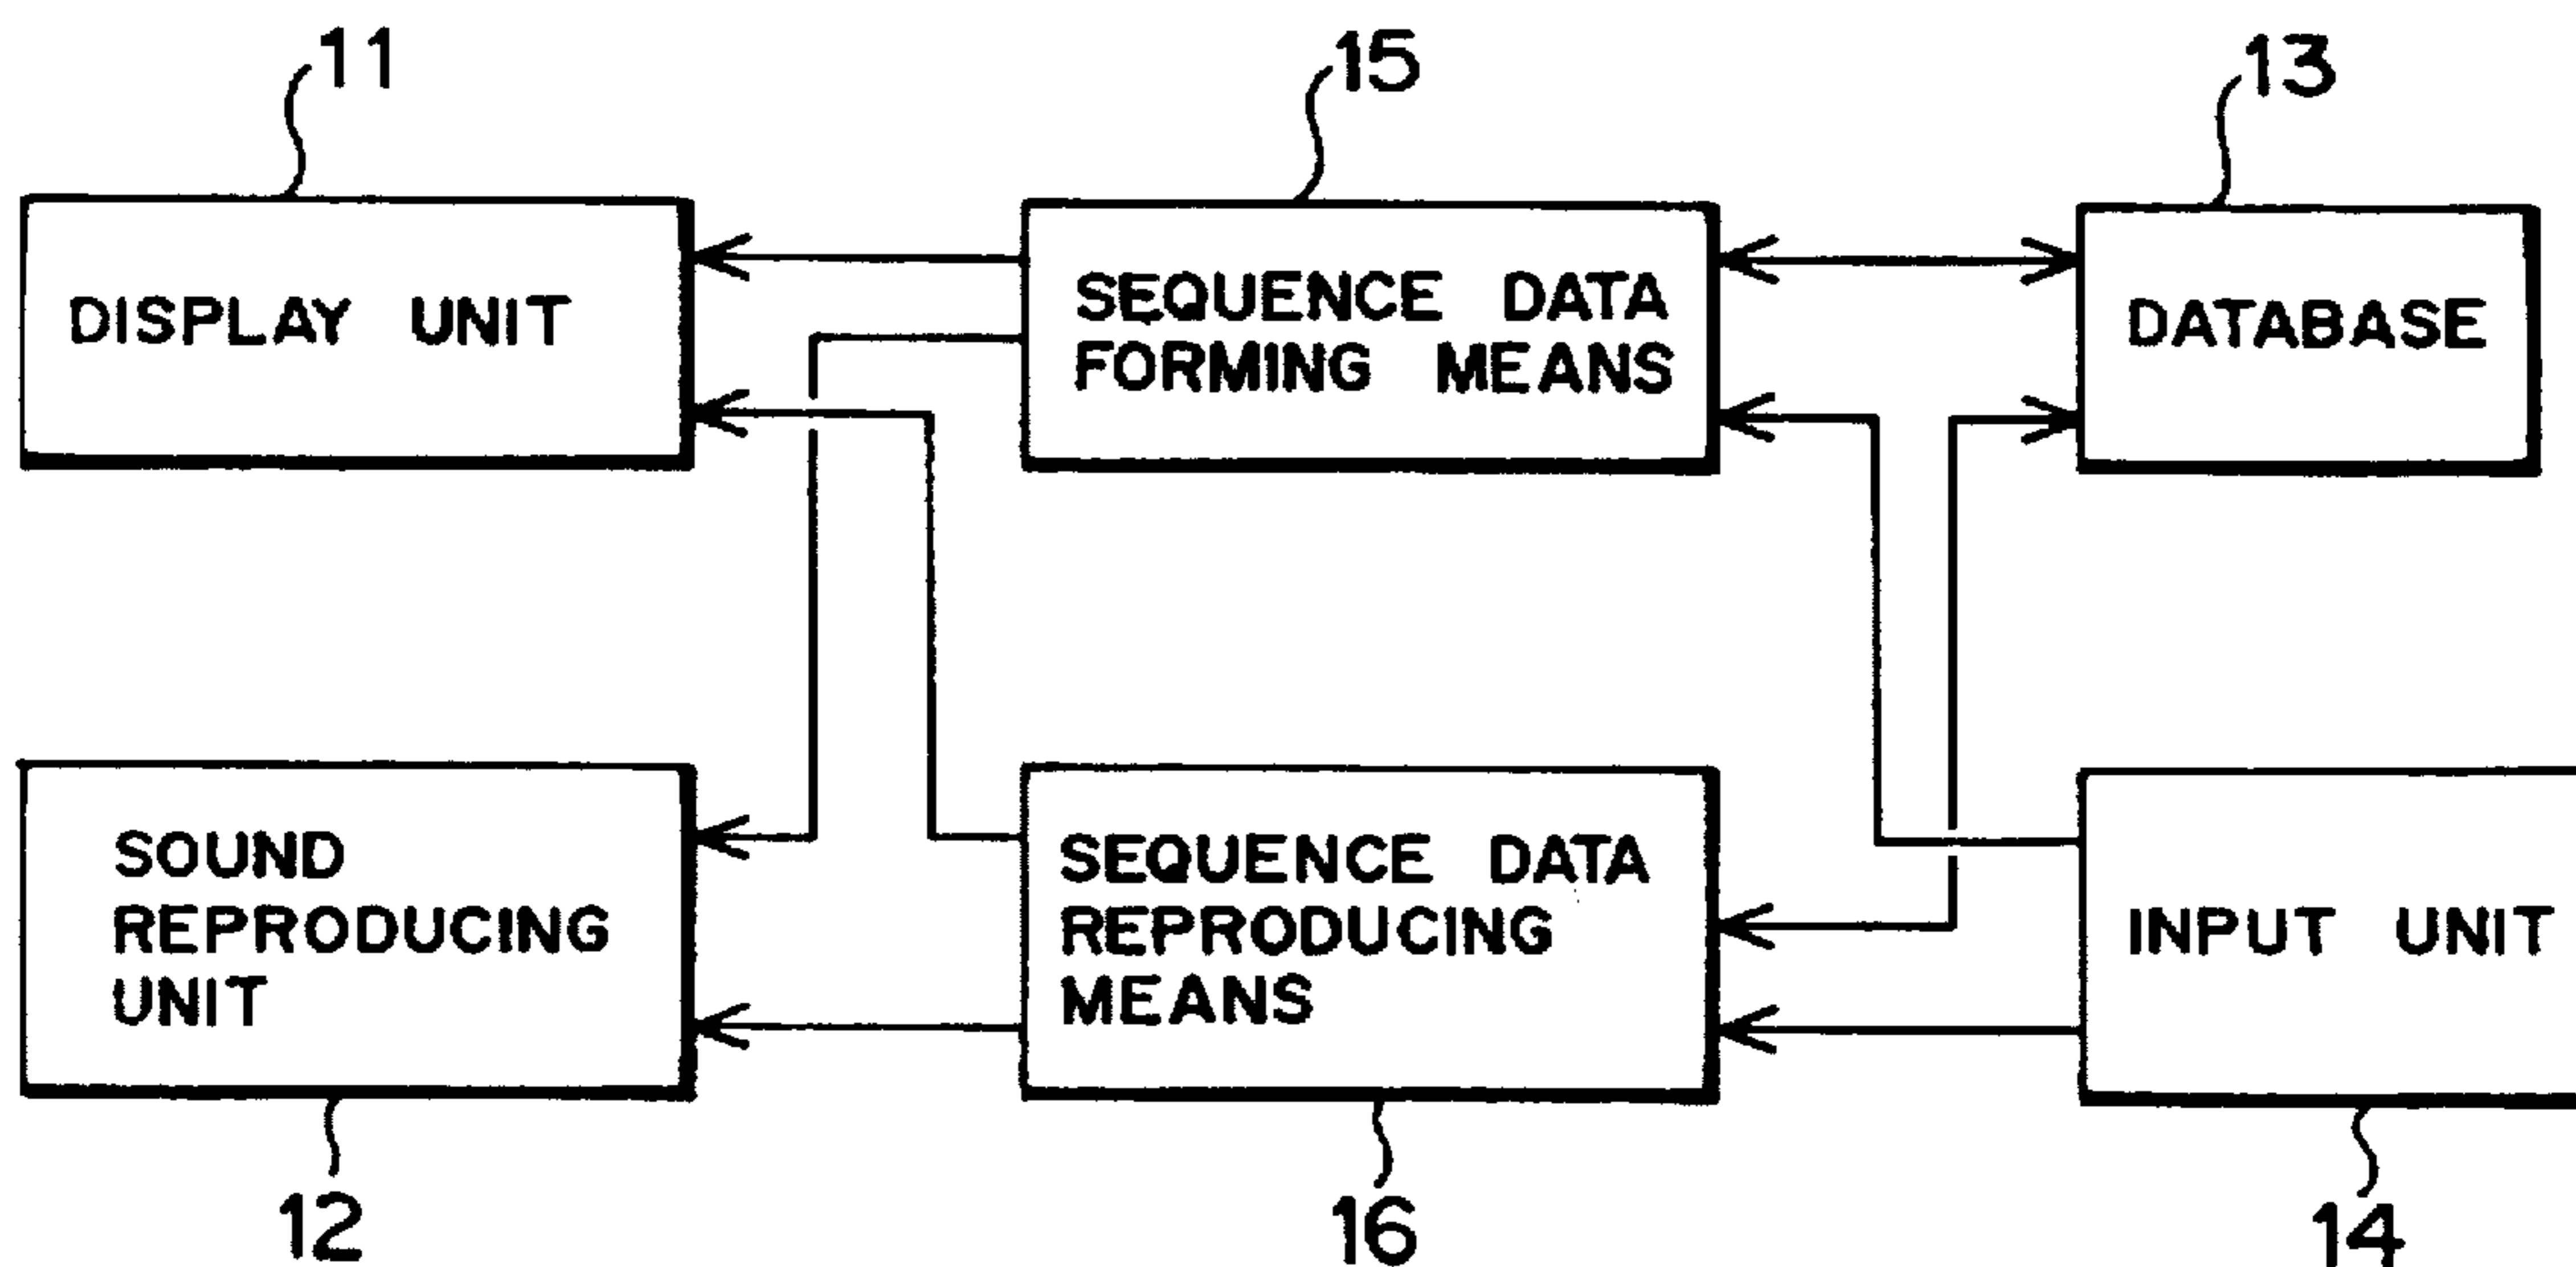 11
15
13
DISPLAY UNIT
SEQUENCE DATA
FORMING MEANS
DATABASE
SOUND
REPRODUCING
UNIT
SEQUENCE DATA
REPRODUCING
MEANS
INPUT UNIT
12
16
14